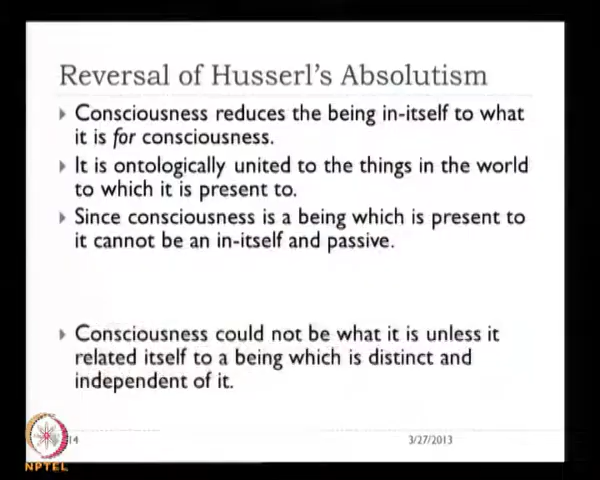 Reversal of Husserl's Absolutism
Consciousness reduces the being in-itself to what
it is for consciousness.
It is ontologically united to the things in the world
to which it is present to.
Since consciousness is a being which is present to
it cannot be an in-itself and passive.
Consciousness could not be what it is unless it
related itself to a being which is distinct and
independent of it.
14
3/27/2013
NPTEL